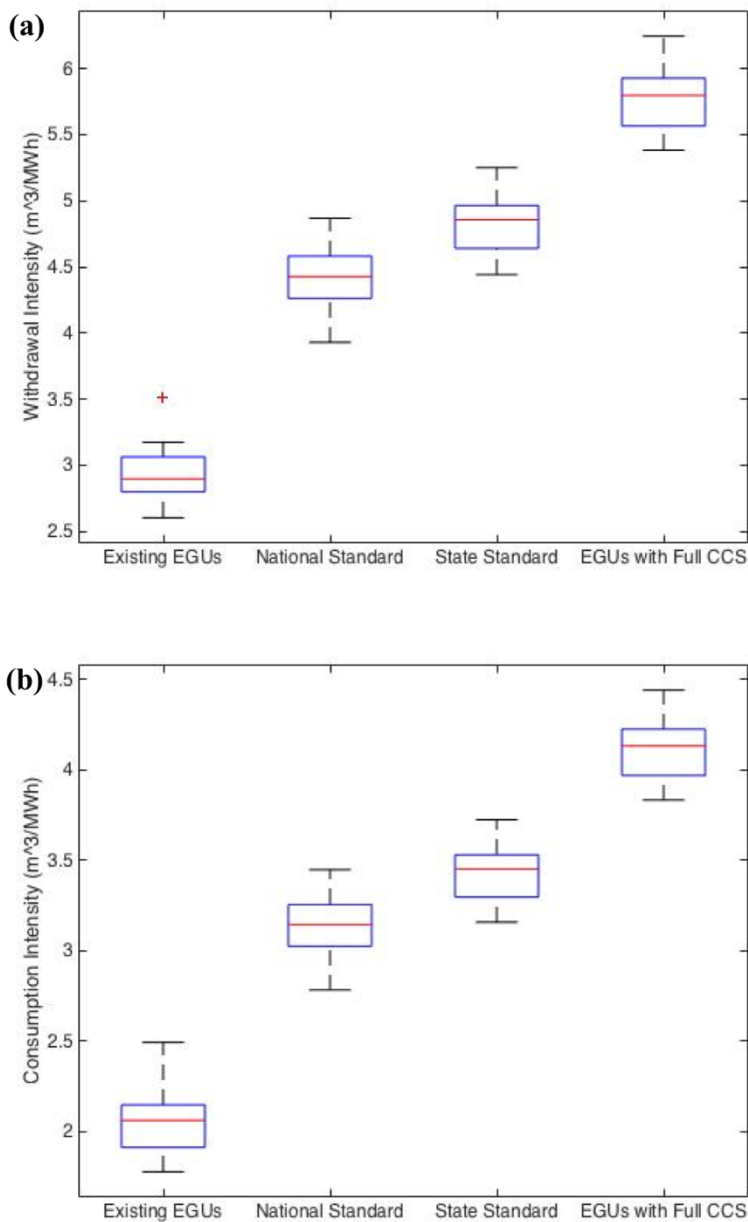 (a)
Withdrawal Intensity (m^3/MWh)
6
5.5
5
4.5
4
3.5
3
2.5
Existing EGUs National Standard State Standard EGUs with Full CCS
(b)
Consumption Intensity (m^3/MWh)
4.5
4
3.5
3
2.5
2
Existing EGUs National Standard State Standard EGUs with Full CCS